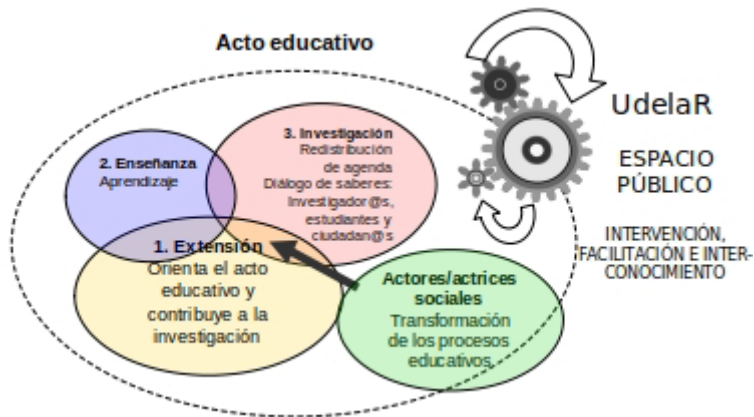 Acto educativo
2. Enseñanza
Aprendizaje
3. Investigación
Redistribución
de agenda
Diálogo de saberes:
Investigador@s,
estudiantes y
ciudadan@s
1. Extensión
Orienta el acto
educativo y
contribuye a la
investigación
Actores/actrices
sociales
Transformación
de los procesos
educativos
UdelaR
ESPACIO
PÚBLICO
INTERVENCIÓN,
FACILITACIÓN E INTER-
CONOCIMIENTO